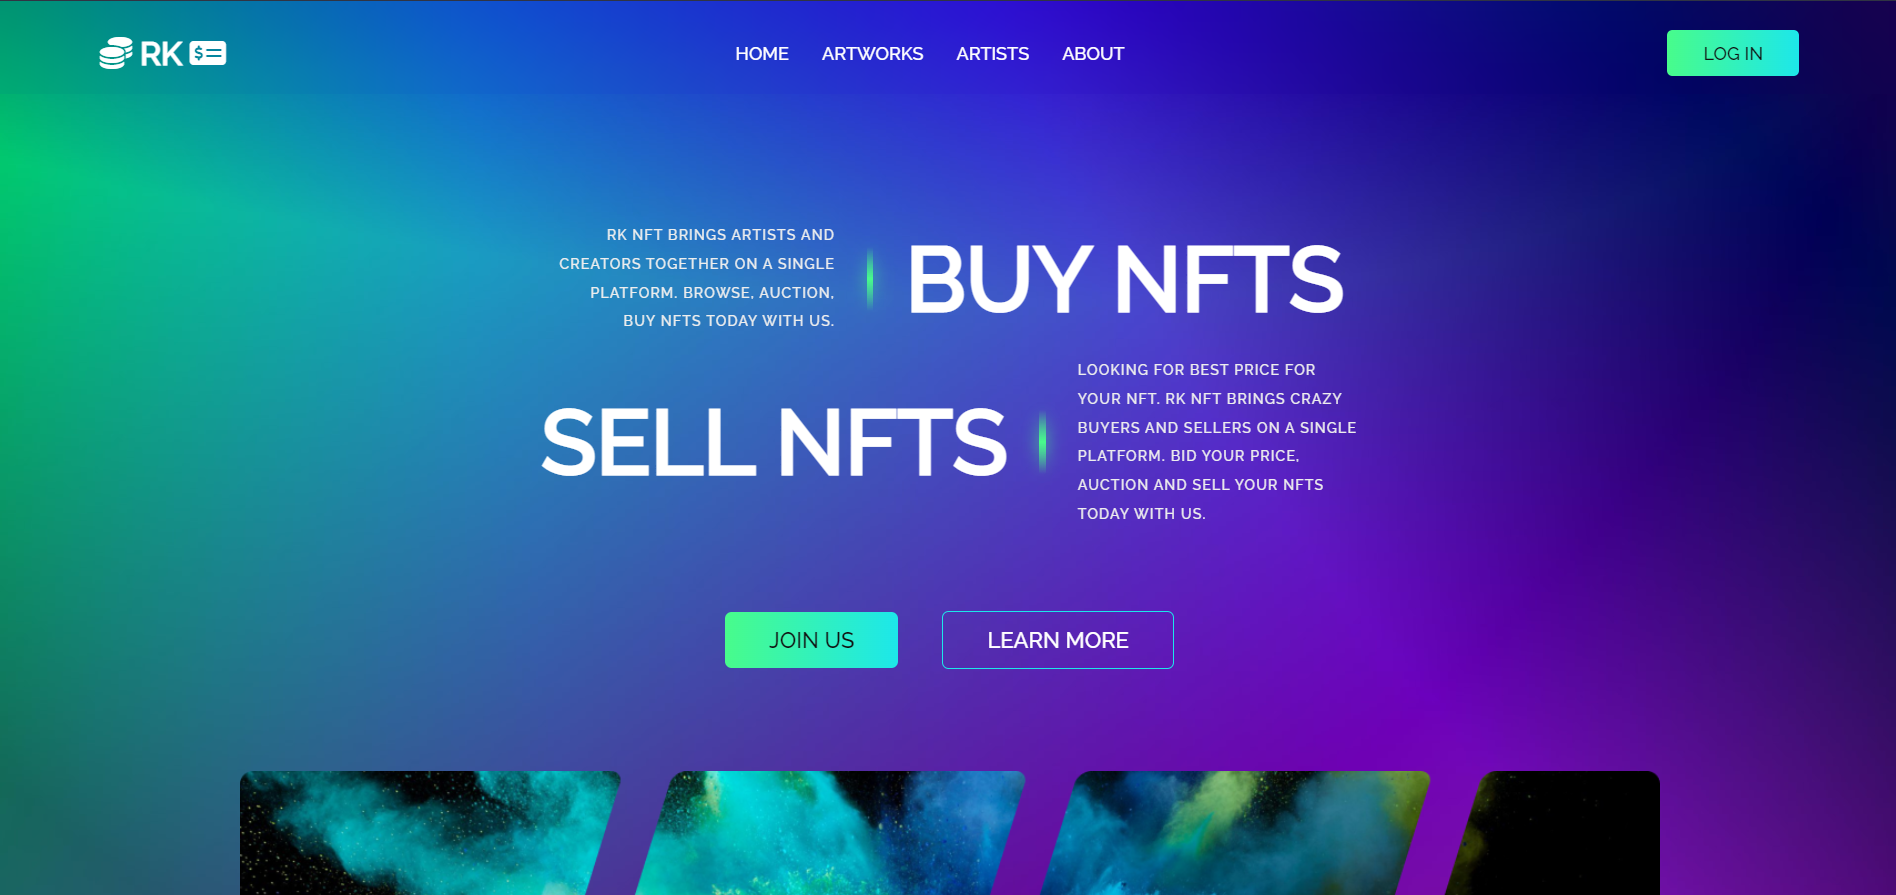 RK
HOME
ARTWORKS
ARTISTS
ABOUT
LOG IN
RK NFT BRINGS ARTISTS AND
CREATORS TOGETHER ON A SINGLE
PLATFORM. BROWSE, AUCTION,
BUY NFTS TODAY WITH US.
BUY NFTS
SELL NFTS
LOOKING FOR BEST PRICE FOR
YOUR NFT. RK NFT BRINGS CRAZY
BUYERS AND SELLERS ON A SINGLE
PLATFORM. BID YOUR PRICE,
AUCTION AND SELL YOUR NFTS
TODAY WITH US.
JOIN US
LEARN MORE